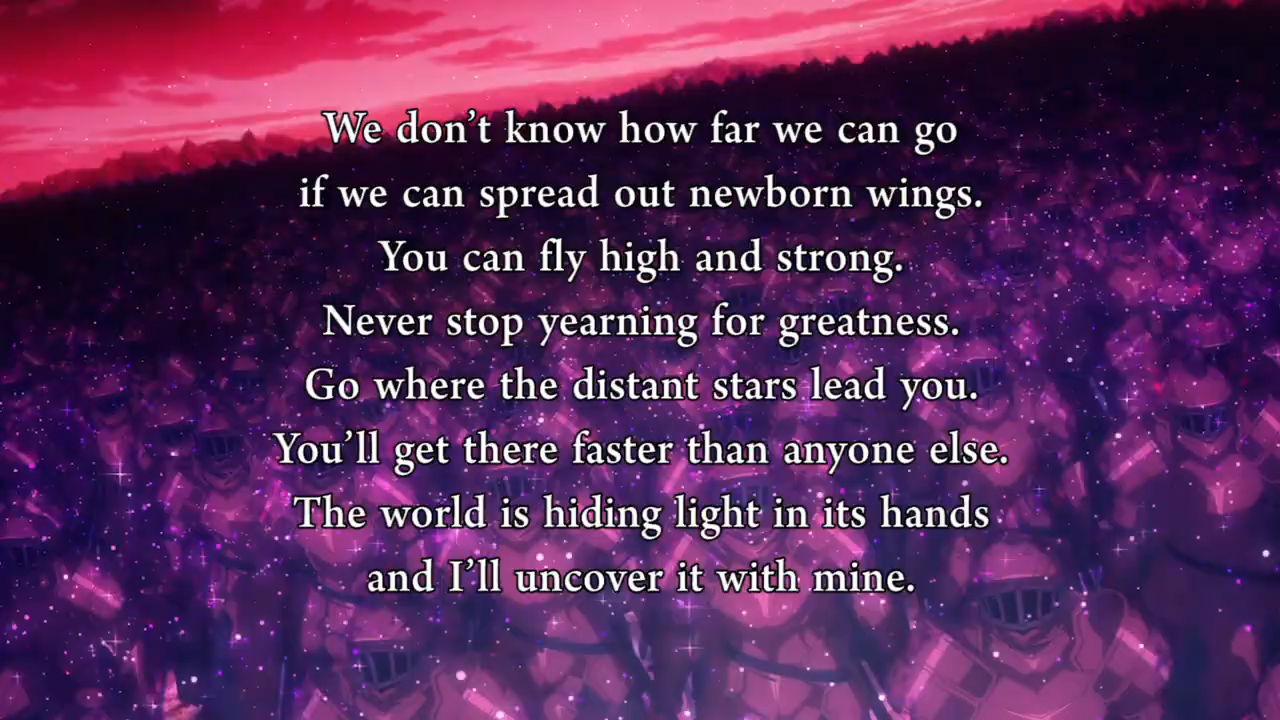 We don’t know how far we can go
if we can spread out newborn wings.
You can fly high and strong.
Never stop yearning for greatness.
Go where the distant stars lead you.
You’ll get there faster than anyone else.
The world is hiding light in its hands
and I’ll uncover it with mine.